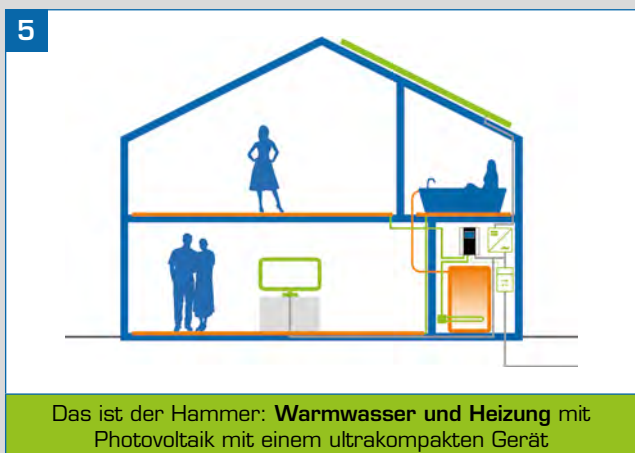 5
Das ist der Hammer: Warmwasser und Heizung mit
Photovoltaik mit einem ultrakompakten Gerät